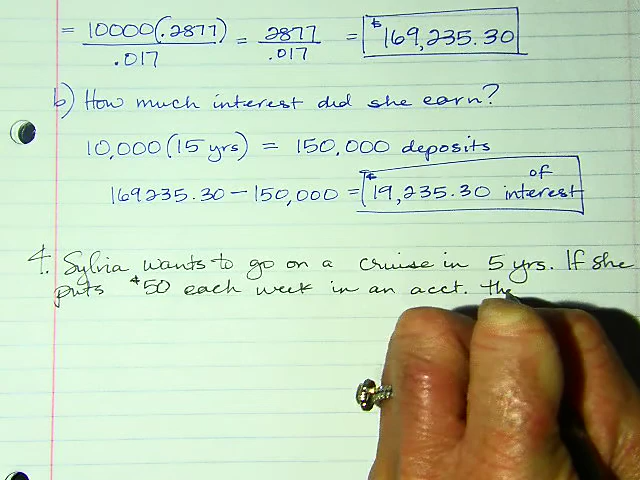 = 10000(.2877) / .017 = 2877 / .017 = $169,235.30
b) How much interest did she earn?
10,000 (15 yrs) = 150,000 deposits
169235.30 - 150,000 = $19,235.30 of interest
4. Sylvia wants to go on a cruise in 5 yrs. If she
puts $50 each week in an acct. the